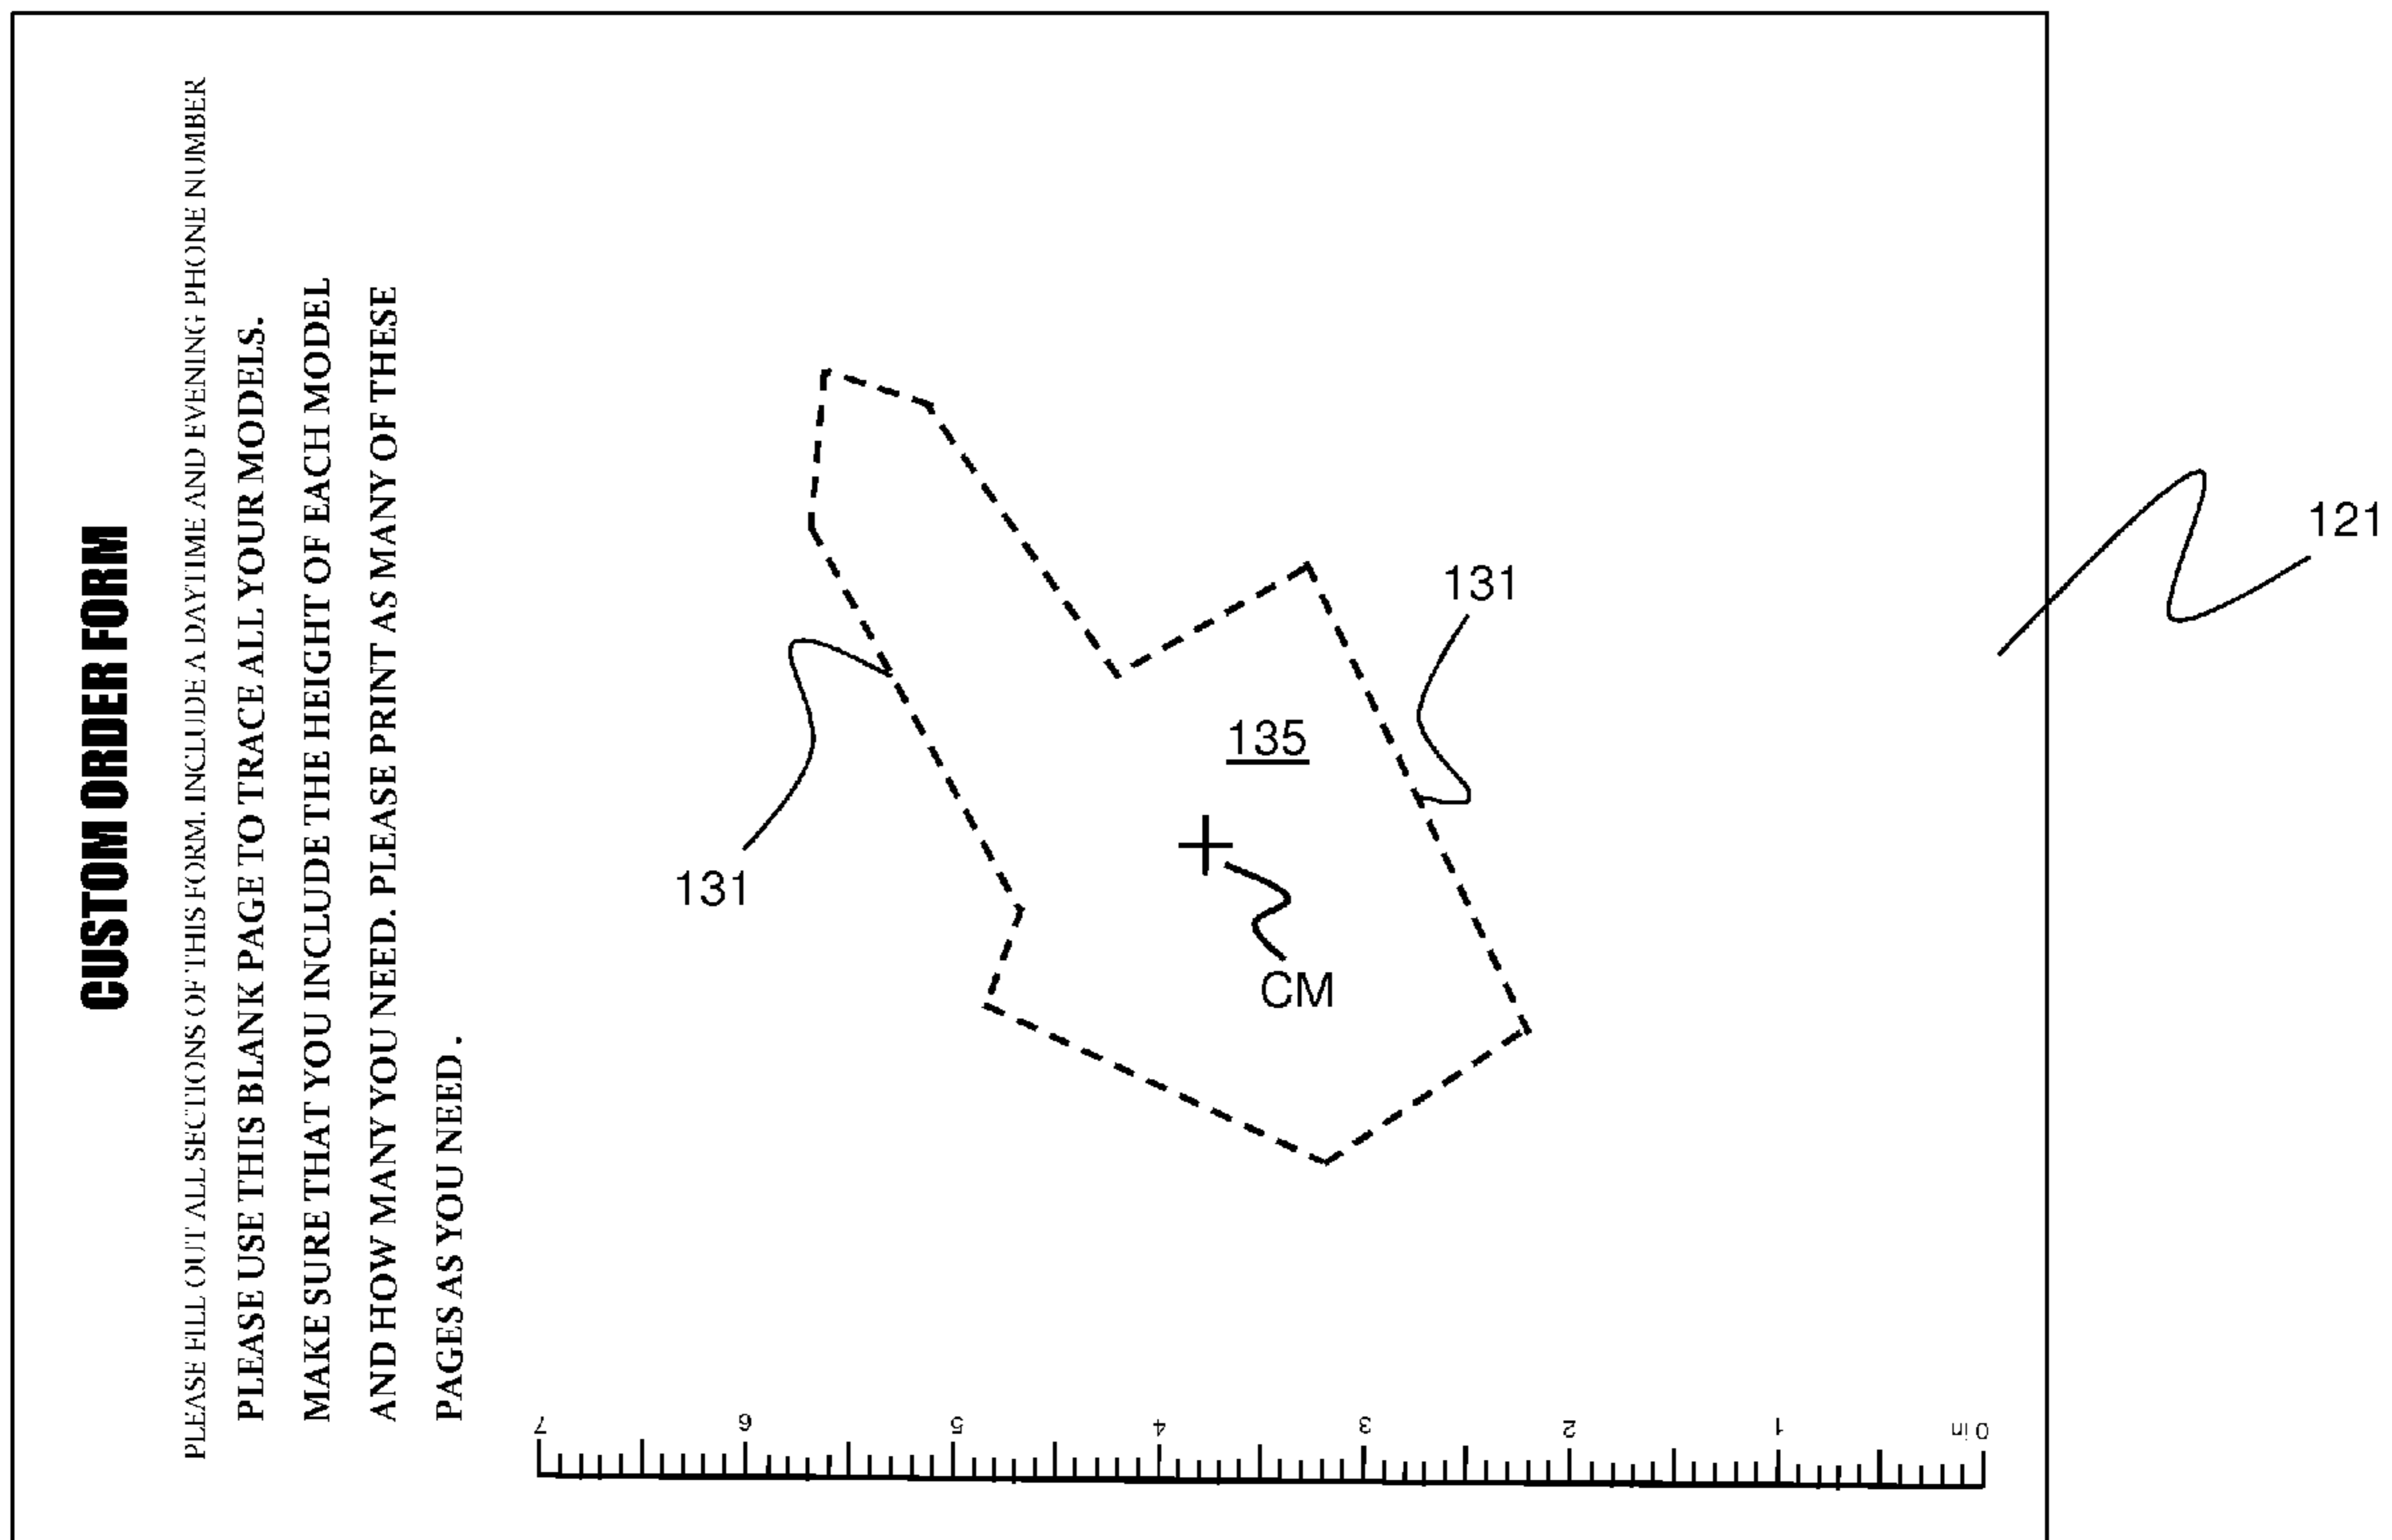 CUSTOM ORDER FORM
PLEASE FILL OUT ALL SECTIONS OF THIS FORM. INCLUDE A DAYTIME AND EVENING PHONE NUMBER
PLEASE USE THIS BLANK PAGE TO TRACE ALL YOUR MODELS.
MAKE SURE THAT YOU INCLUDE THE HEIGHT OF EACH MODEL
AND HOW MANY YOU NEED. PLEASE PRINT AS MANY OF THESE
PAGES AS YOU NEED.
121
131
135
131
CM
7 6 5 4 3 2 1 0 in